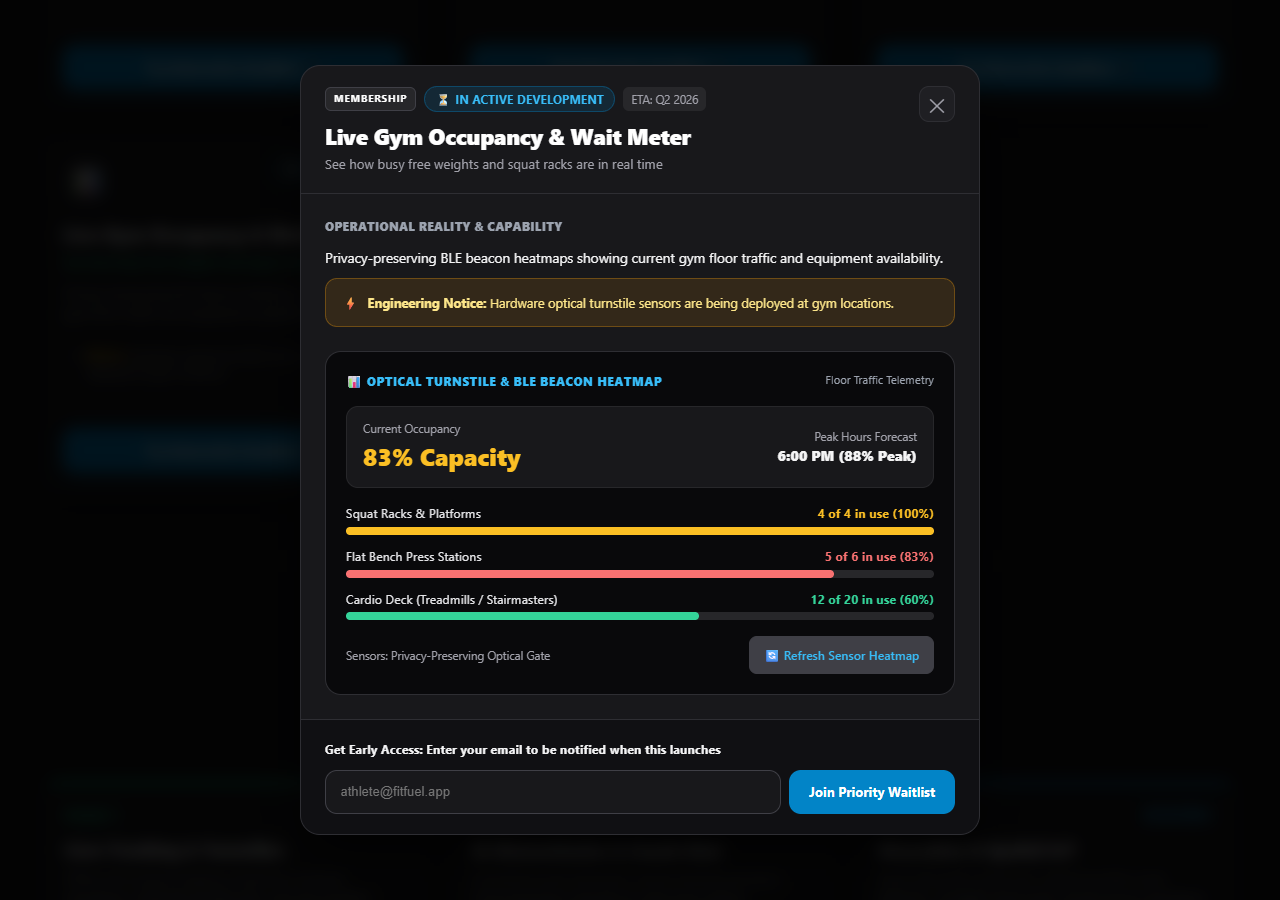 MEMBERSHIP
⏳ IN ACTIVE DEVELOPMENT
ETA: Q2 2026
Live Gym Occupancy & Wait Meter
See how busy free weights and squat racks are in real time
OPERATIONAL REALITY & CAPABILITY
Privacy-preserving BLE beacon heatmaps showing current gym floor traffic and equipment availability.
⚡ Engineering Notice: Hardware optical turnstile sensors are being deployed at gym locations.
📊 OPTICAL TURNSTILE & BLE BEACON HEATMAP
Floor Traffic Telemetry
Current Occupancy
83% Capacity
Peak Hours Forecast
6:00 PM (88% Peak)
Squat Racks & Platforms
4 of 4 in use (100%)
Flat Bench Press Stations
5 of 6 in use (83%)
Cardio Deck (Treadmills / Stairmasters)
12 of 20 in use (60%)
Sensors: Privacy-Preserving Optical Gate
🔄 Refresh Sensor Heatmap
Get Early Access: Enter your email to be notified when this launches
athlete@fitfuel.app
Join Priority Waitlist